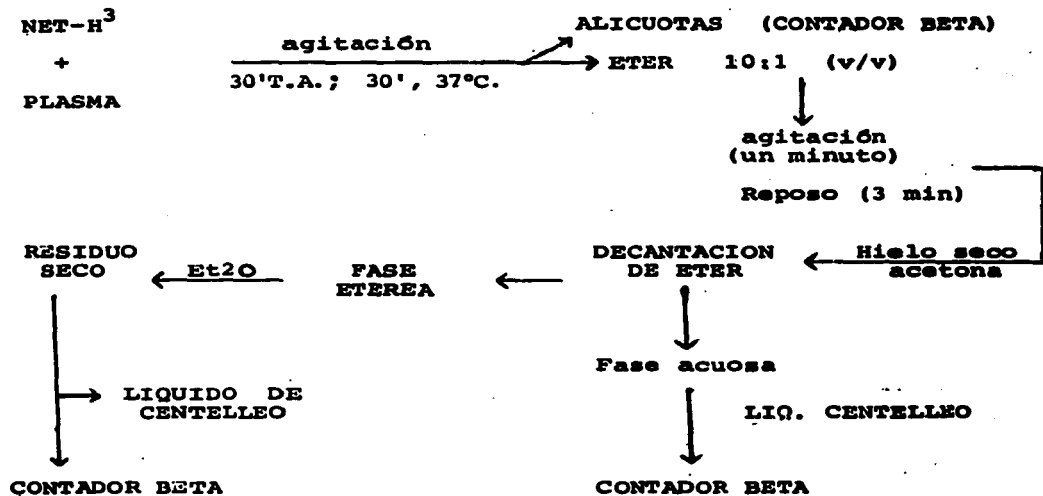 NET-H³
+
PLASMA
agitación
30'T.A.; 30', 37ºC.
ALICUOTAS (CONTADOR BETA)
ETER 10:1 (v/v)
agitación
(un minuto)
Reposo (3 min)
Hielo seco
acetona
DECANTACION
DE ETER
FASE
ETEREA
Et2O
RESIDUO
SECO
LIQUIDO DE
CENTELLEO
CONTADOR BETA
Fase acuosa
LIQ. CENTELLEO
CONTADOR BETA